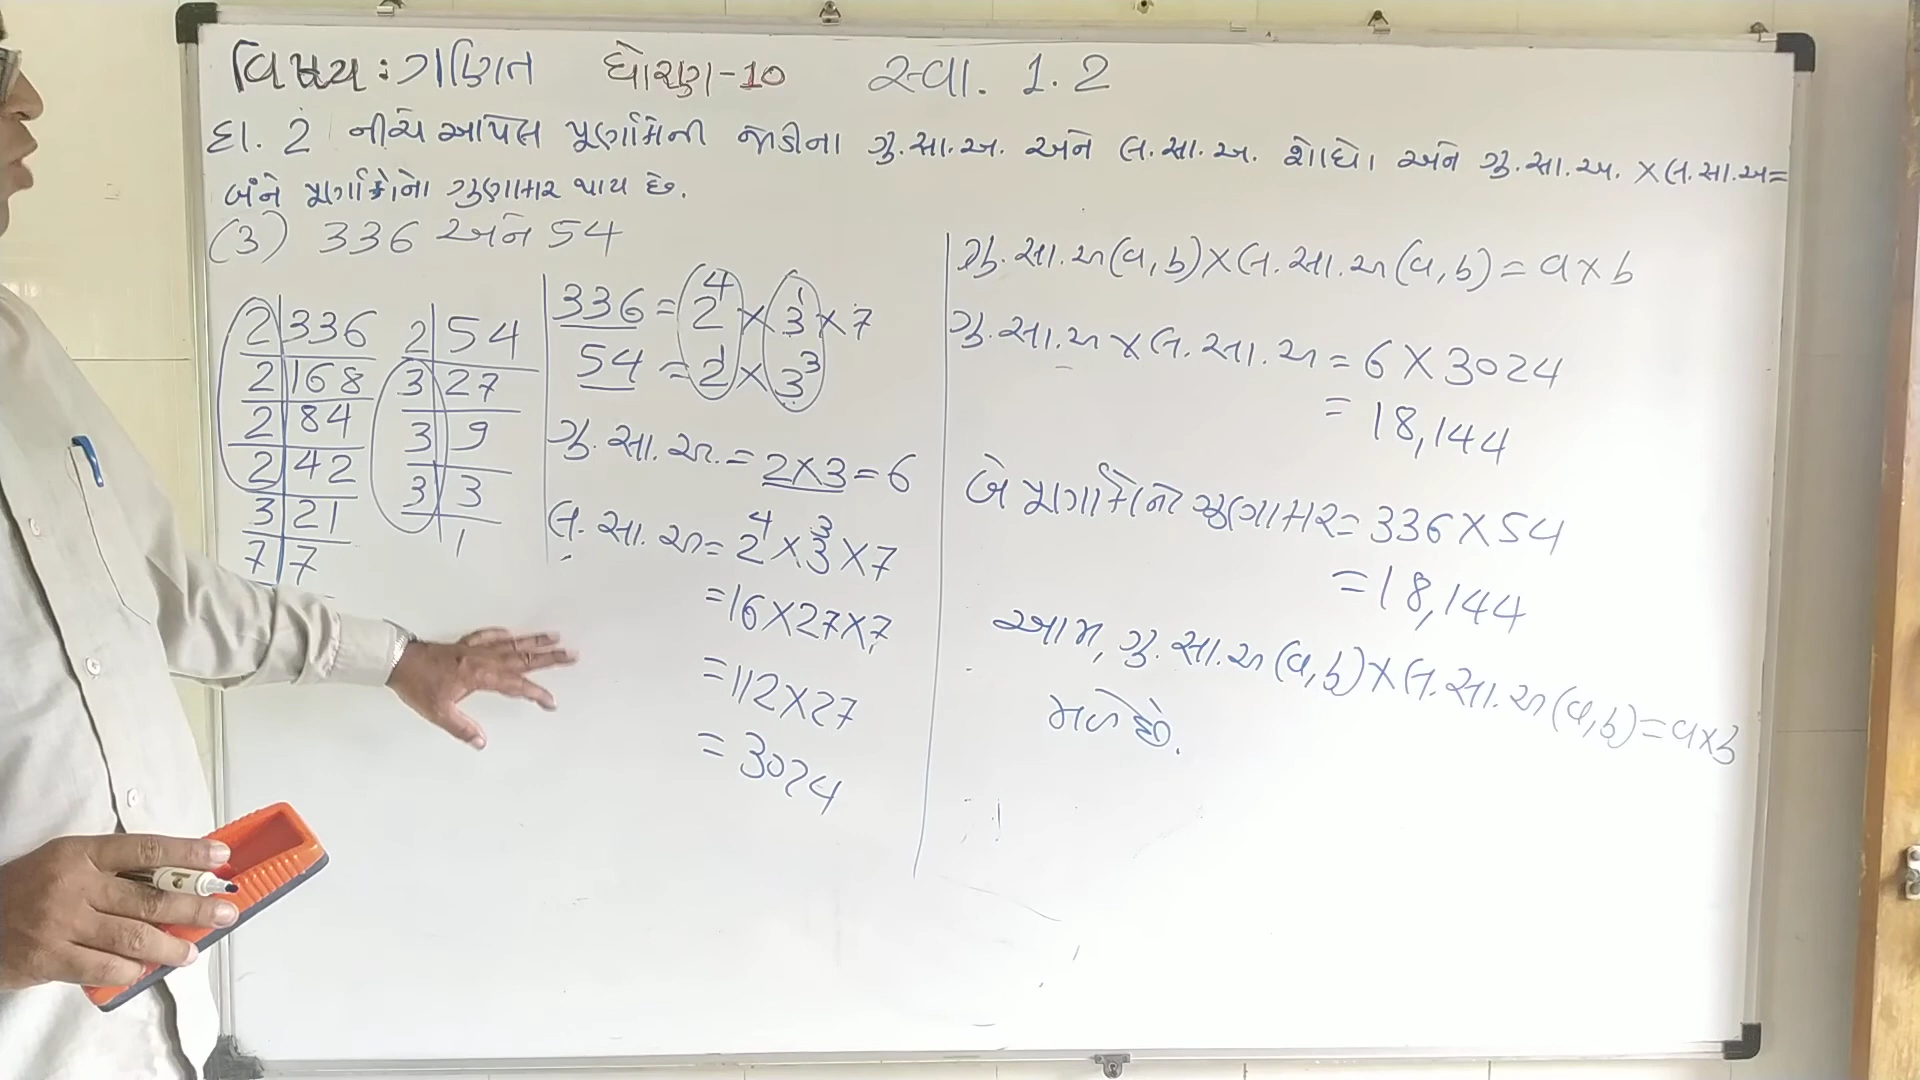 વિષય : ગણિત ધોરણ-10 સ્વા. 1.2
દા. 2 નીચે આપેલ પૂર્ણાંકોની જોડીના ગુ.સા.અ. અને લ.સા.અ. શોધો અને ગુ.સા.અ. × લ.સા.અ =
બંને પૂર્ણાંકોનો ગુણાકાર થાય છે.
(3) 336 અને 54
2 | 336
2 | 168
2 | 84
2 | 42
3 | 21
7 | 7
2 | 54
3 | 27
3 | 9
3 | 3
1
336 = 2⁴ × 3¹ × 7
54 = 2¹ × 3³
ગુ. સા. અ. = 2×3 = 6
લ. સા. અ = 2⁴ × 3³ × 7
= 16×27×7
= 112×27
= 3024
ગુ. સા. અ (a, b) × લ. સા. અ (a, b) = a × b
ગુ. સા. અ × લ. સા. અ = 6 × 3024
= 18,144
બે પૂર્ણાંકોનો ગુણાકાર = 336 × 54
= 18,144
આમ, ગુ. સા. અ (a, b) × લ. સા. અ (a, b) = a × b
મળે છે.